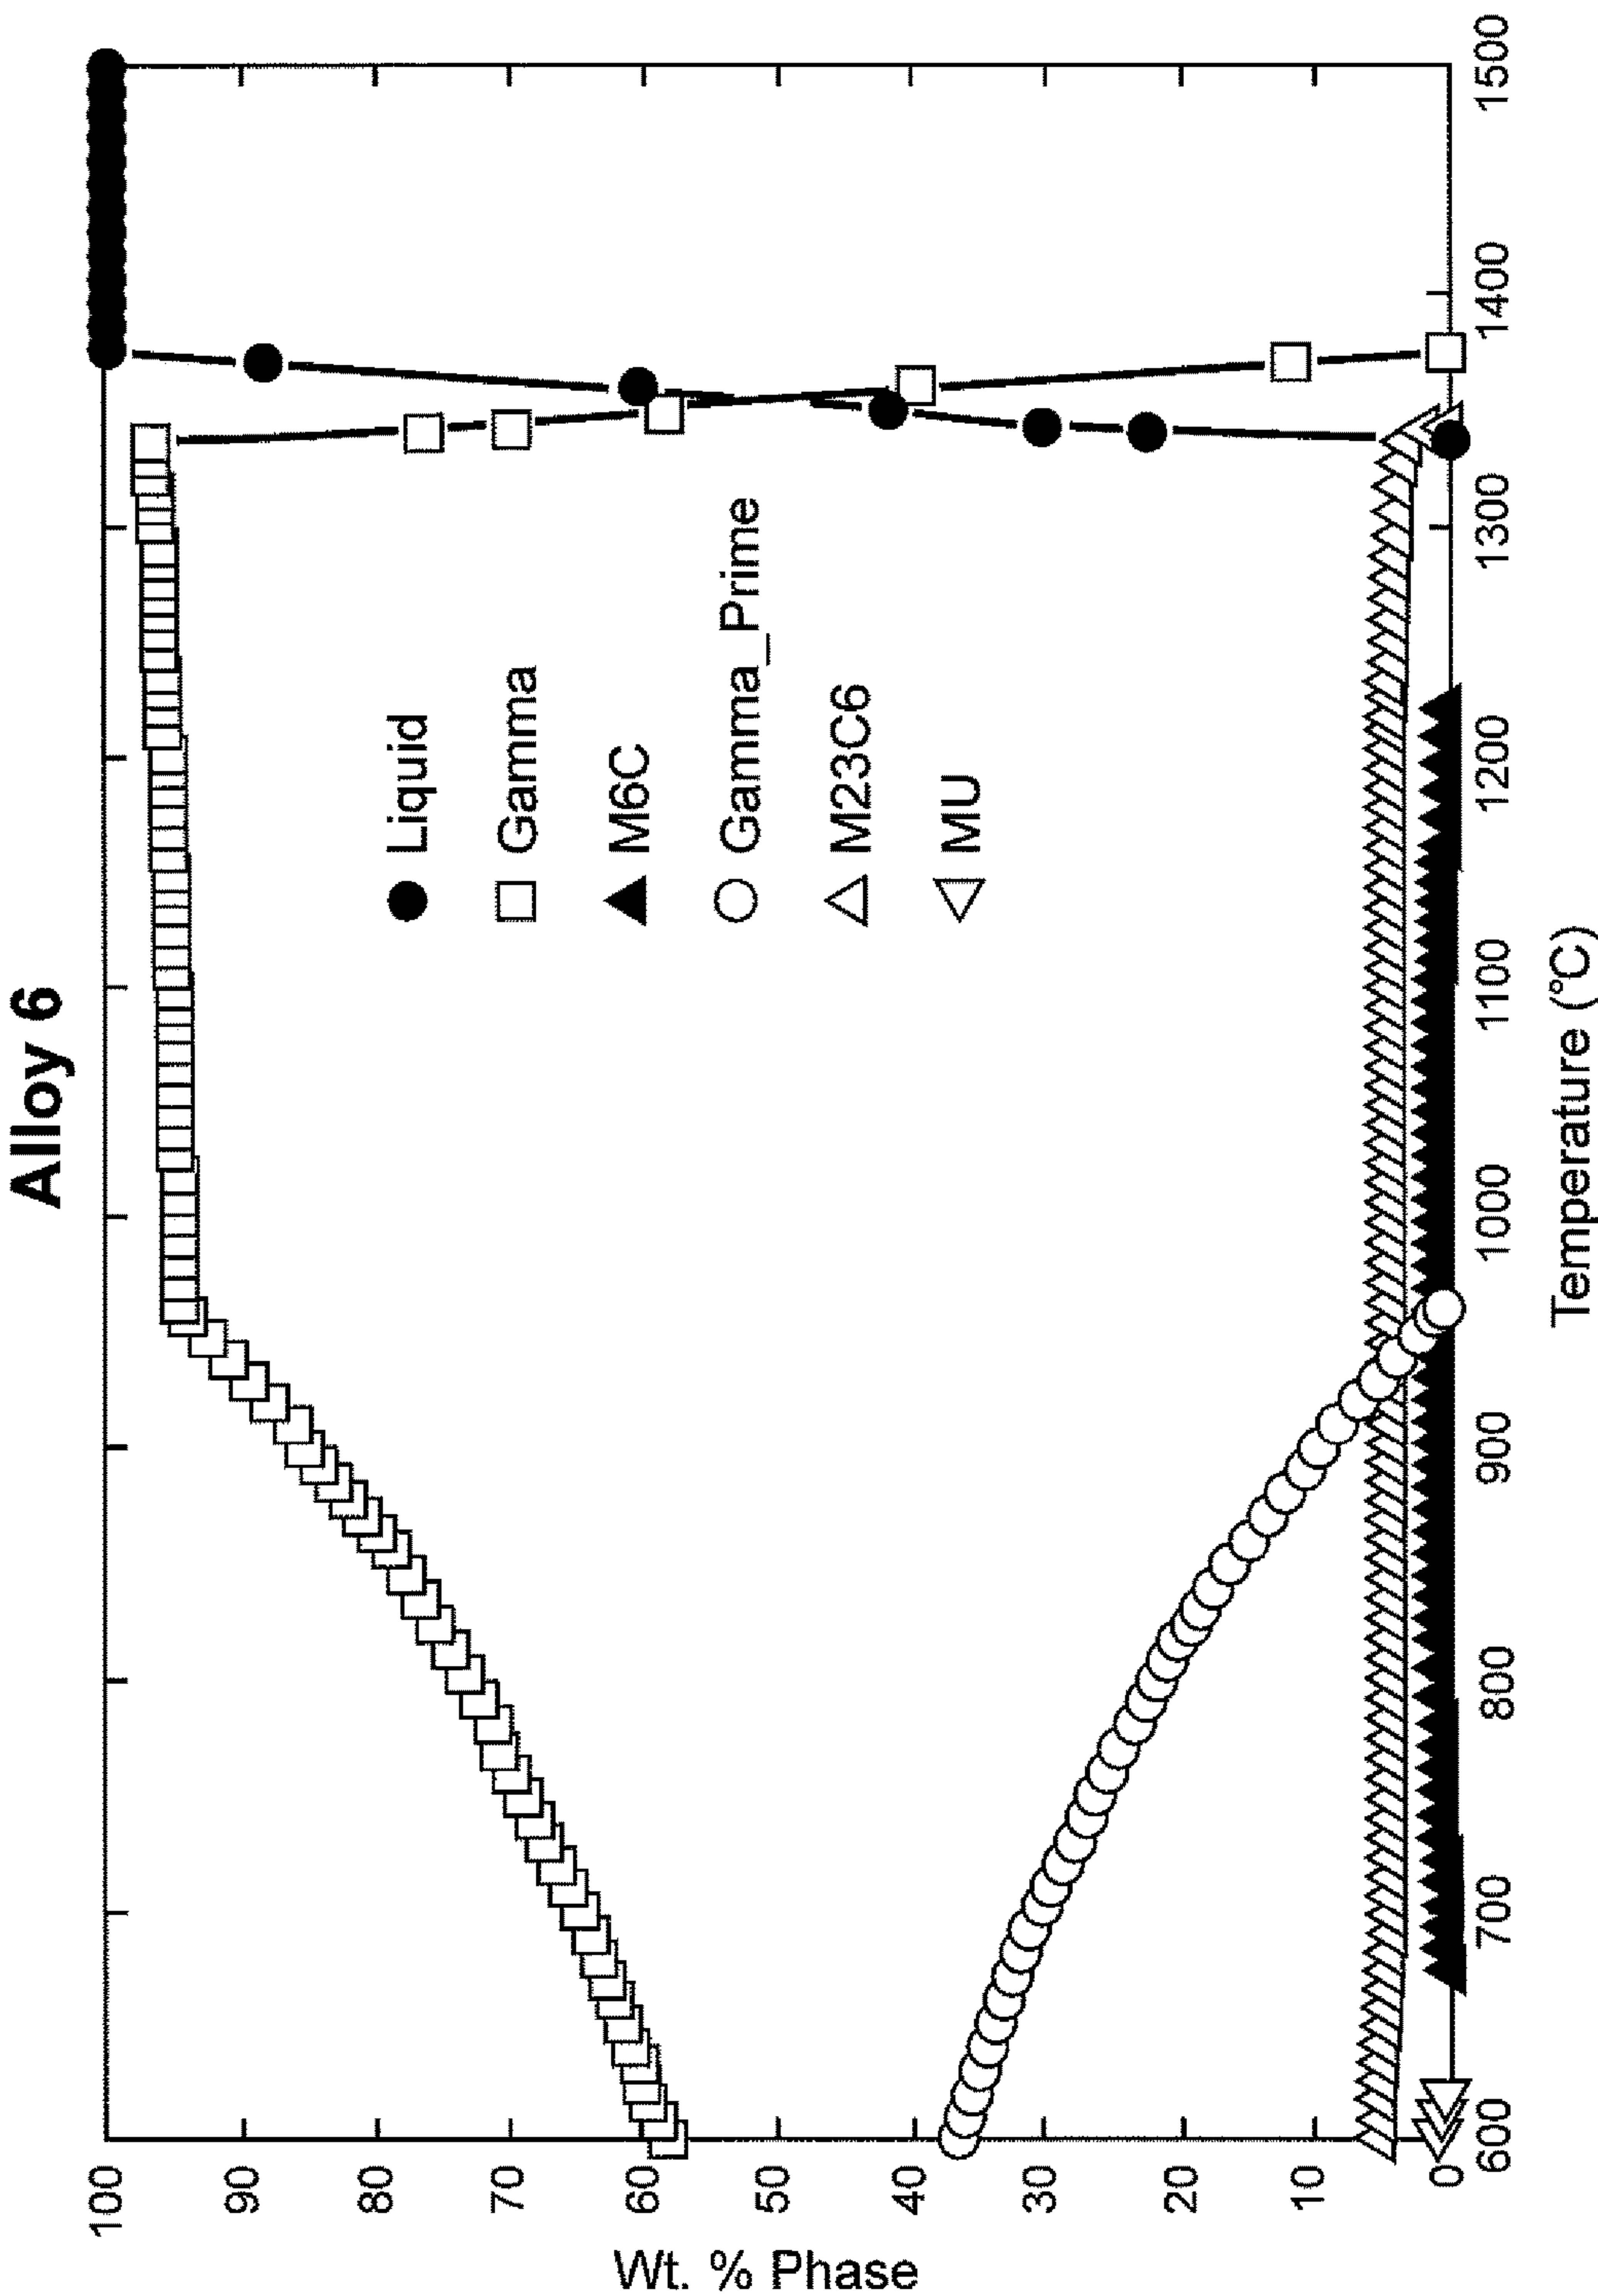 Alloy 6
100
90
80
70
60
50
40
30
20
10
0
Wt. % Phase
Liquid
Gamma
M6C
Gamma_Prime
M23C6
MU
600
700
800
900
1000
1100
1200
1300
1400
1500
Temperature (°C)